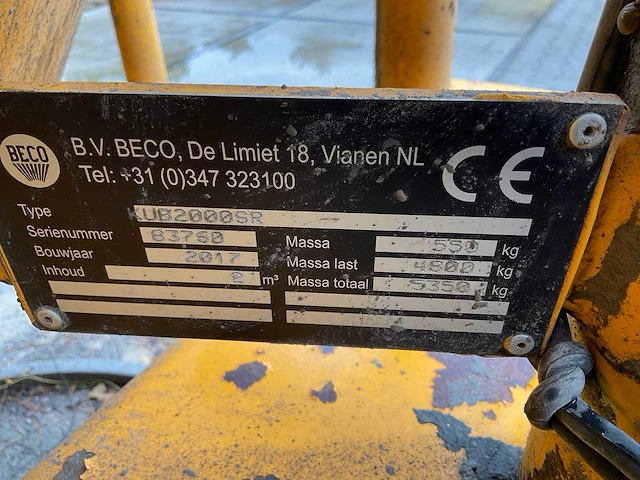 BECO
B.V. BECO, De Limiet 18, Vianen NL
Tel: +31 (0)347 323100
CE
Type KUB2000SR
Serienummer 83760
Bouwjaar 2017
Inhoud 2 m³
Massa 550 kg
Massa last 4800 kg
Massa totaal 5350 kg